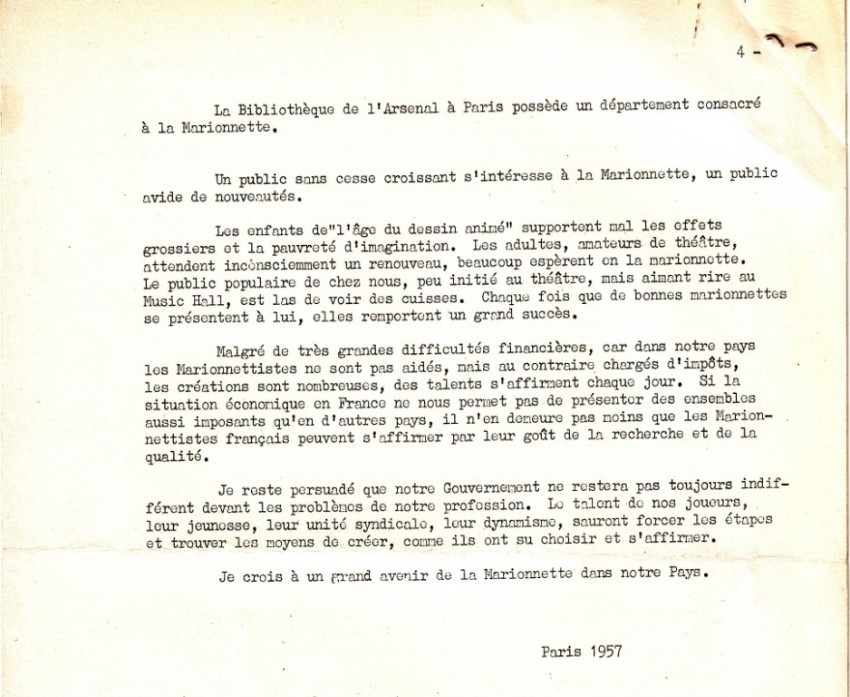 4 -
La Bibliothèque de l'Arsenal à Paris possède un département consacré
à la Marionnette.
Un public sans cesse croissant s'intéresse à la Marionnette, un public
avide de nouveautés.
Les enfants de"l'âge du dessin animé" supportent mal les effets
grossiers et la pauvreté d'imagination. Les adultes, amateurs de théâtre,
attendent inconsciemment un renouveau, beaucoup espèrent en la marionnette.
Le public populaire de chez nous, peu initié au théâtre, mais aimant rire au
Music Hall, est las de voir des cuisses. Chaque fois que de bonnes marionnettes
se présentent à lui, elles remportent un grand succès.
Malgré de très grandes difficultés financières, car dans notre pays
les Marionnettistes ne sont pas aidés, mais au contraire chargés d'impôts,
les créations sont nombreuses, des talents s'affirment chaque jour. Si la
situation économique en France ne nous permet pas de présenter des ensembles
aussi imposants qu'en d'autres pays, il n'en demeure pas moins que les Marion-
nettistes français peuvent s'affirmer par leur goût de la recherche et de la
qualité.
Je reste persuadé que notre Gouvernement ne restera pas toujours indif-
férent devant les problèmes de notre profession. Le talent de nos joueurs,
leur jeunesse, leur unité syndicale, leur dynamisme, sauront forcer les étapes
et trouver les moyens de créer, comme ils ont su choisir et s'affirmer.
Je crois à un grand avenir de la Marionnette dans notre Pays.
Paris 1957